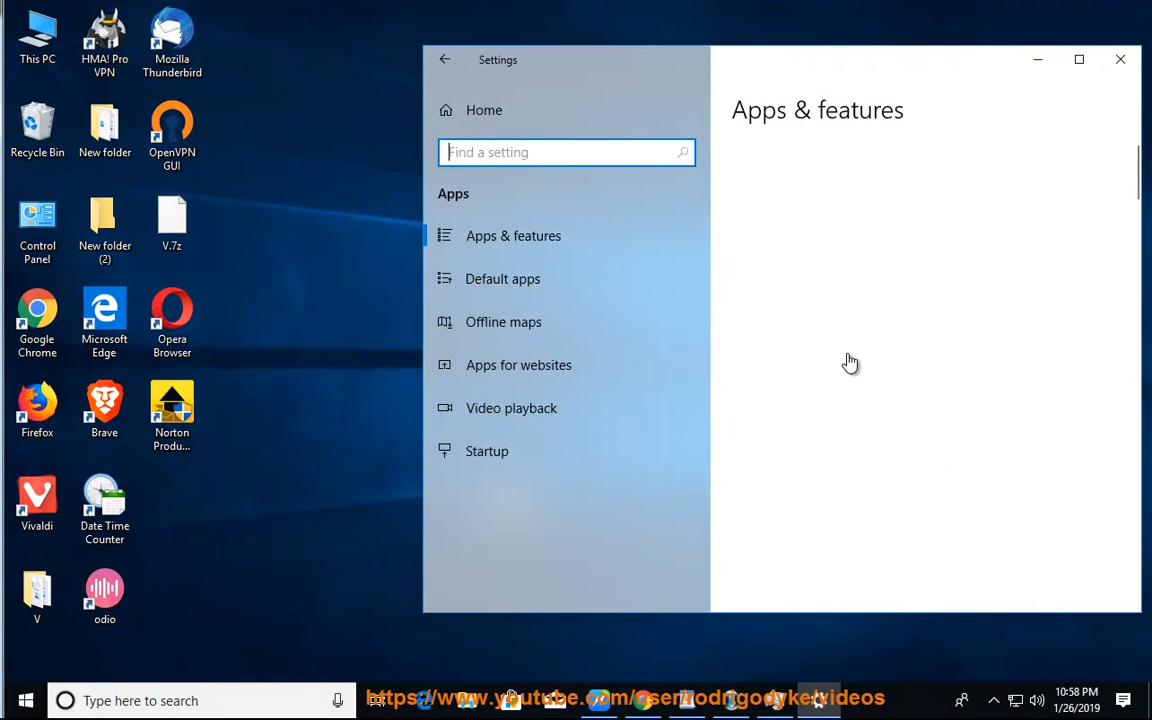 This PC
HMA! Pro
VPN
Mozilla
Thunderbird
Recycle Bin
New folder
OpenVPN
GUI
Control
Panel
New folder
(2)
V.7z
Google
Chrome
Microsoft
Edge
Opera
Browser
Firefox
Brave
Norton
Produ...
Vivaldi
Date Time
Counter
V
odio
Settings
Home
Find a setting
Apps
Apps & features
Default apps
Offline maps
Apps for websites
Video playback
Startup
Apps & features
Type here to search
10:58 PM
1/26/2019